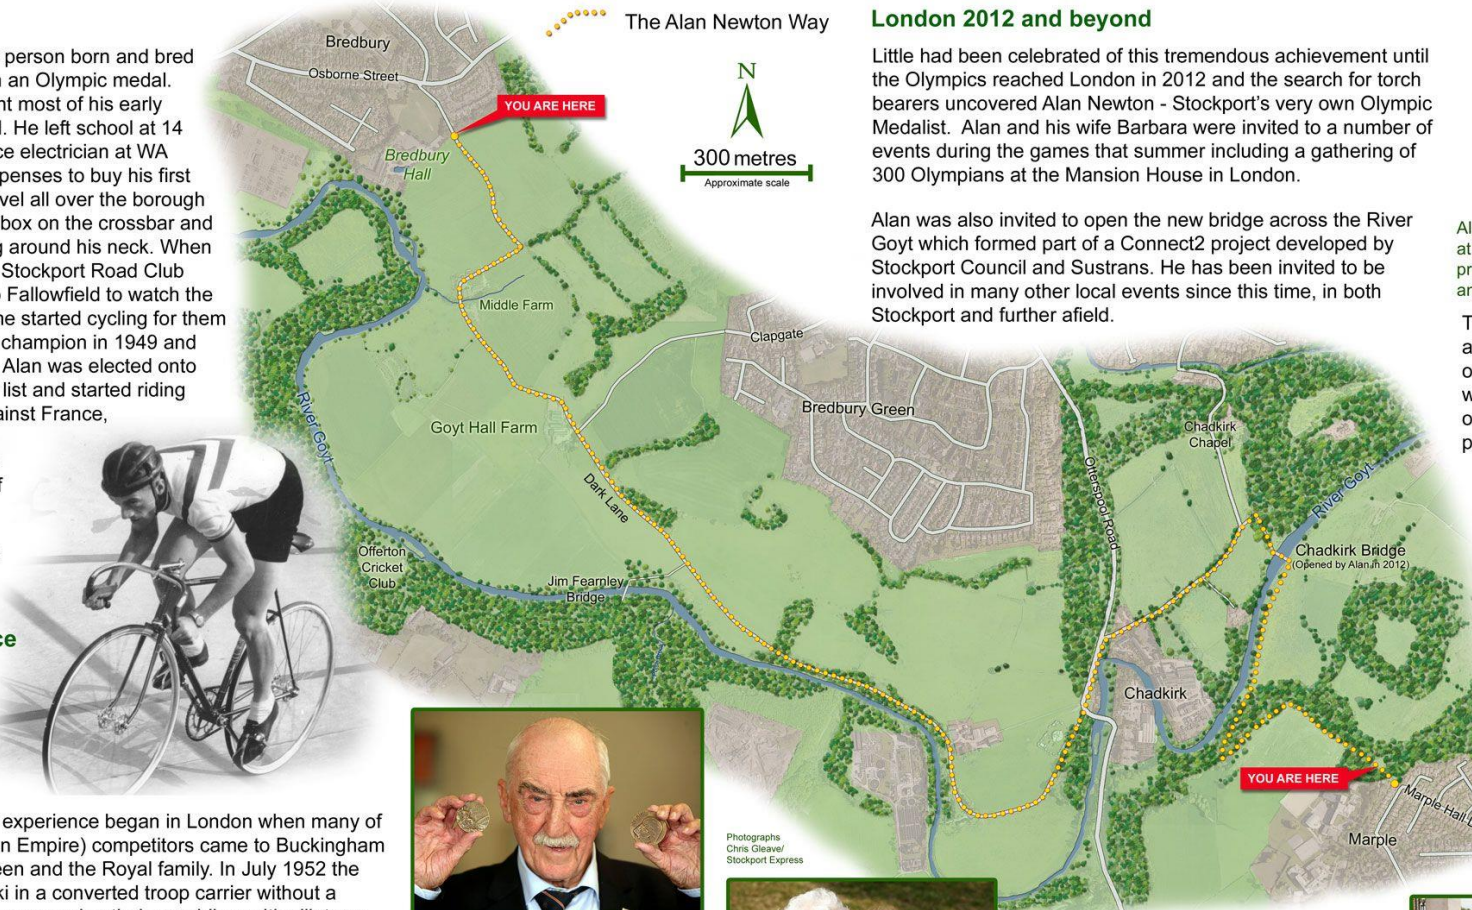 person born and bred
an Olympic medal.
nt most of his early
He left school at 14
ce electrician at WA
penses to buy his first
vel all over the borough
box on the crossbar and
g around his neck. When
Stockport Road Club
Fallowfield to watch the
he started cycling for them
champion in 1949 and
Alan was elected onto
list and started riding
ainst France,
f
ce
experience began in London when many of
n Empire) competitors came to Buckingham
een and the Royal family. In July 1952 the
ki in a converted troop carrier without a
The Alan Newton Way
N
300 metres
Approximate scale
Bredbury
Osborne Street
YOU ARE HERE
Bredbury
Hall
Middle Farm
Clapgate
Bredbury Green
Goyt Hall Farm
River Goyt
Dark Lane
Offerton
Cricket
Club
Jim Fearnley
Bridge
Otterspool Road
Chadkirk
Chapel
River Goyt
Chadkirk Bridge
(Opened by Alan in 2012)
Chadkirk
YOU ARE HERE
Marple Hall
Marple
Photographs
Chris Gleave/
Stockport Express
London 2012 and beyond
Little had been celebrated of this tremendous achievement until
the Olympics reached London in 2012 and the search for torch
bearers uncovered Alan Newton - Stockport's very own Olympic
Medalist. Alan and his wife Barbara were invited to a number of
events during the games that summer including a gathering of
300 Olympians at the Mansion House in London.
Alan was also invited to open the new bridge across the River
Goyt which formed part of a Connect2 project developed by
Stockport Council and Sustrans. He has been invited to be
involved in many other local events since this time, in both
Stockport and further afield.
Al
at
pr
ar
T
a
o
w
o
p